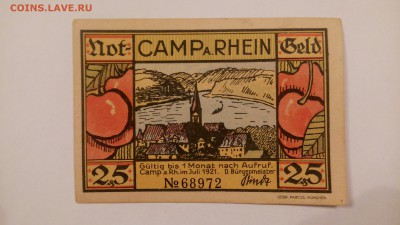 COINS.LAVE.RU
Not CAMP A. RHEIN Geld
Gültig bis 1 Monat nach Aufruf.
Camp a. Rh. im Juli 1921. D. Bürgermeister
25 No 68972 25